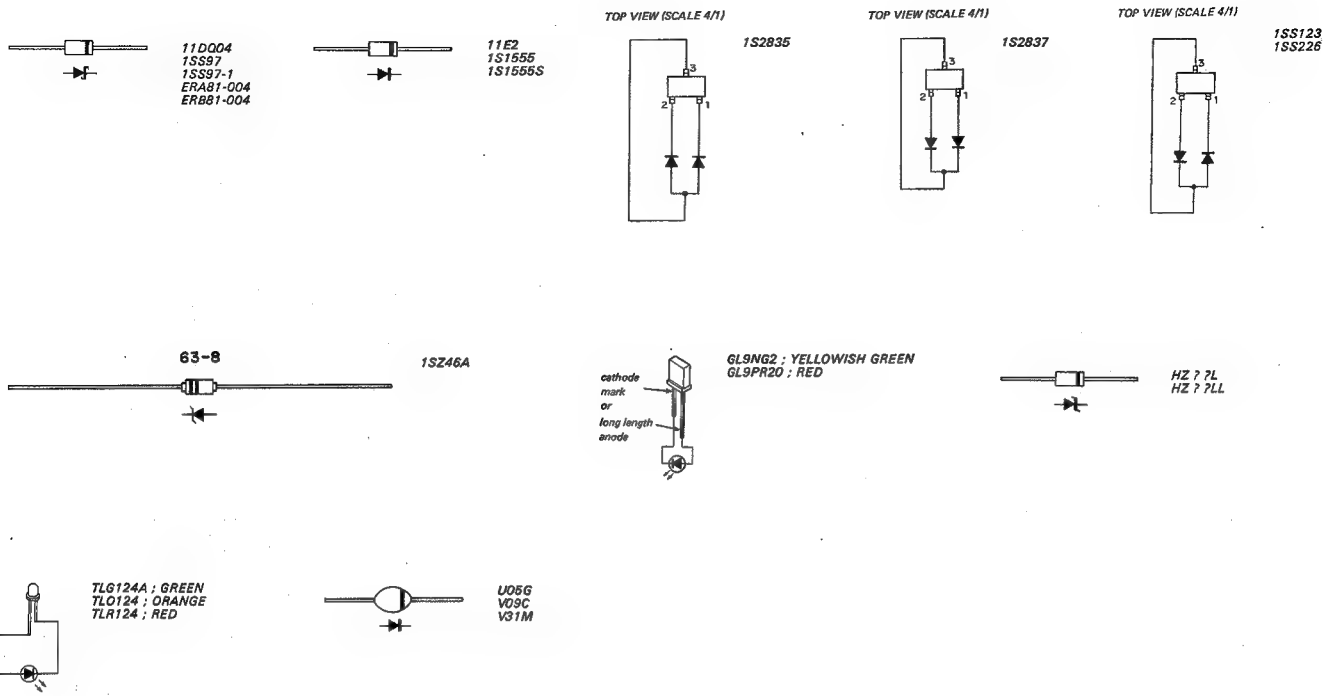 11DQ04
1SS97
1SS97-1
ERA81-004
ERB81-004
11E2
1S1555
1S1555S
TOP VIEW (SCALE 4/1)
1S2835
3
2
1
TOP VIEW (SCALE 4/1)
1S2837
3
2
1
TOP VIEW (SCALE 4/1)
1SS123
1SS226
3
2
1
63-8
1SZ46A
cathode
mark
or
long length
anode
GL9NG2 ; YELLOWISH GREEN
GL9PR20 ; RED
HZ ? ?L
HZ ? ?LL
TLG124A ; GREEN
TLO124 ; ORANGE
TLR124 ; RED
U05G
V09C
V31M